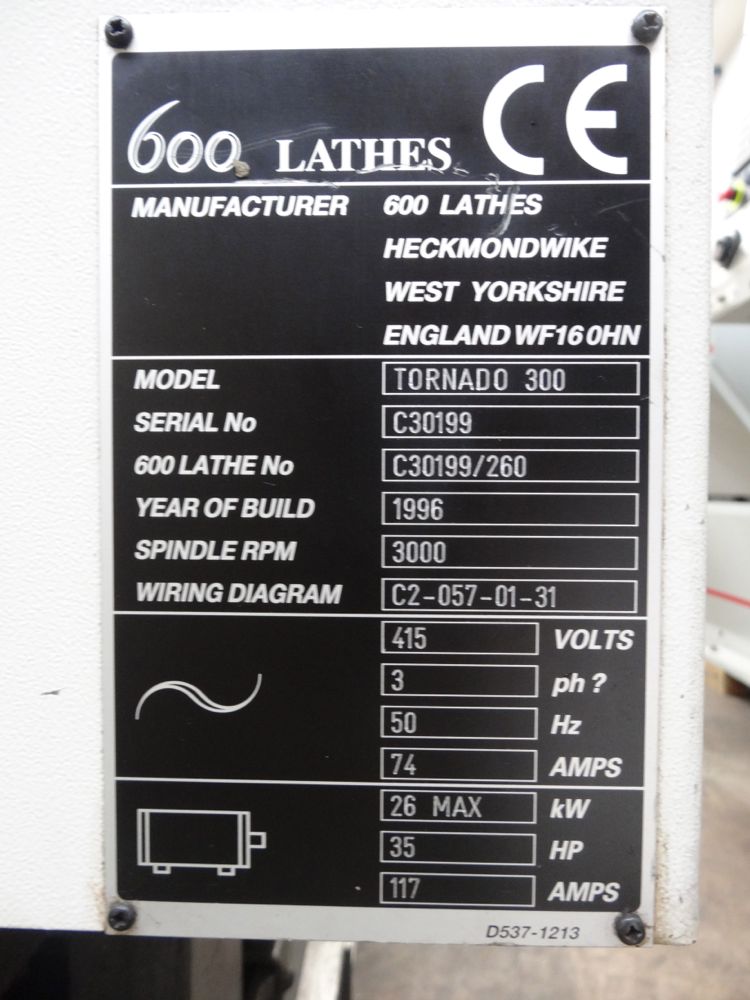 600 LATHES CE
MANUFACTURER 600 LATHES
HECKMONDWIKE
WEST YORKSHIRE
ENGLAND WF16 0HN
MODEL TORNADO 300
SERIAL No C30199
600 LATHE No C30199/260
YEAR OF BUILD 1996
SPINDLE RPM 3000
WIRING DIAGRAM C2-057-01-31
415 VOLTS
3 ph ?
50 Hz
74 AMPS
26 MAX kW
35 HP
117 AMPS
D537-1213